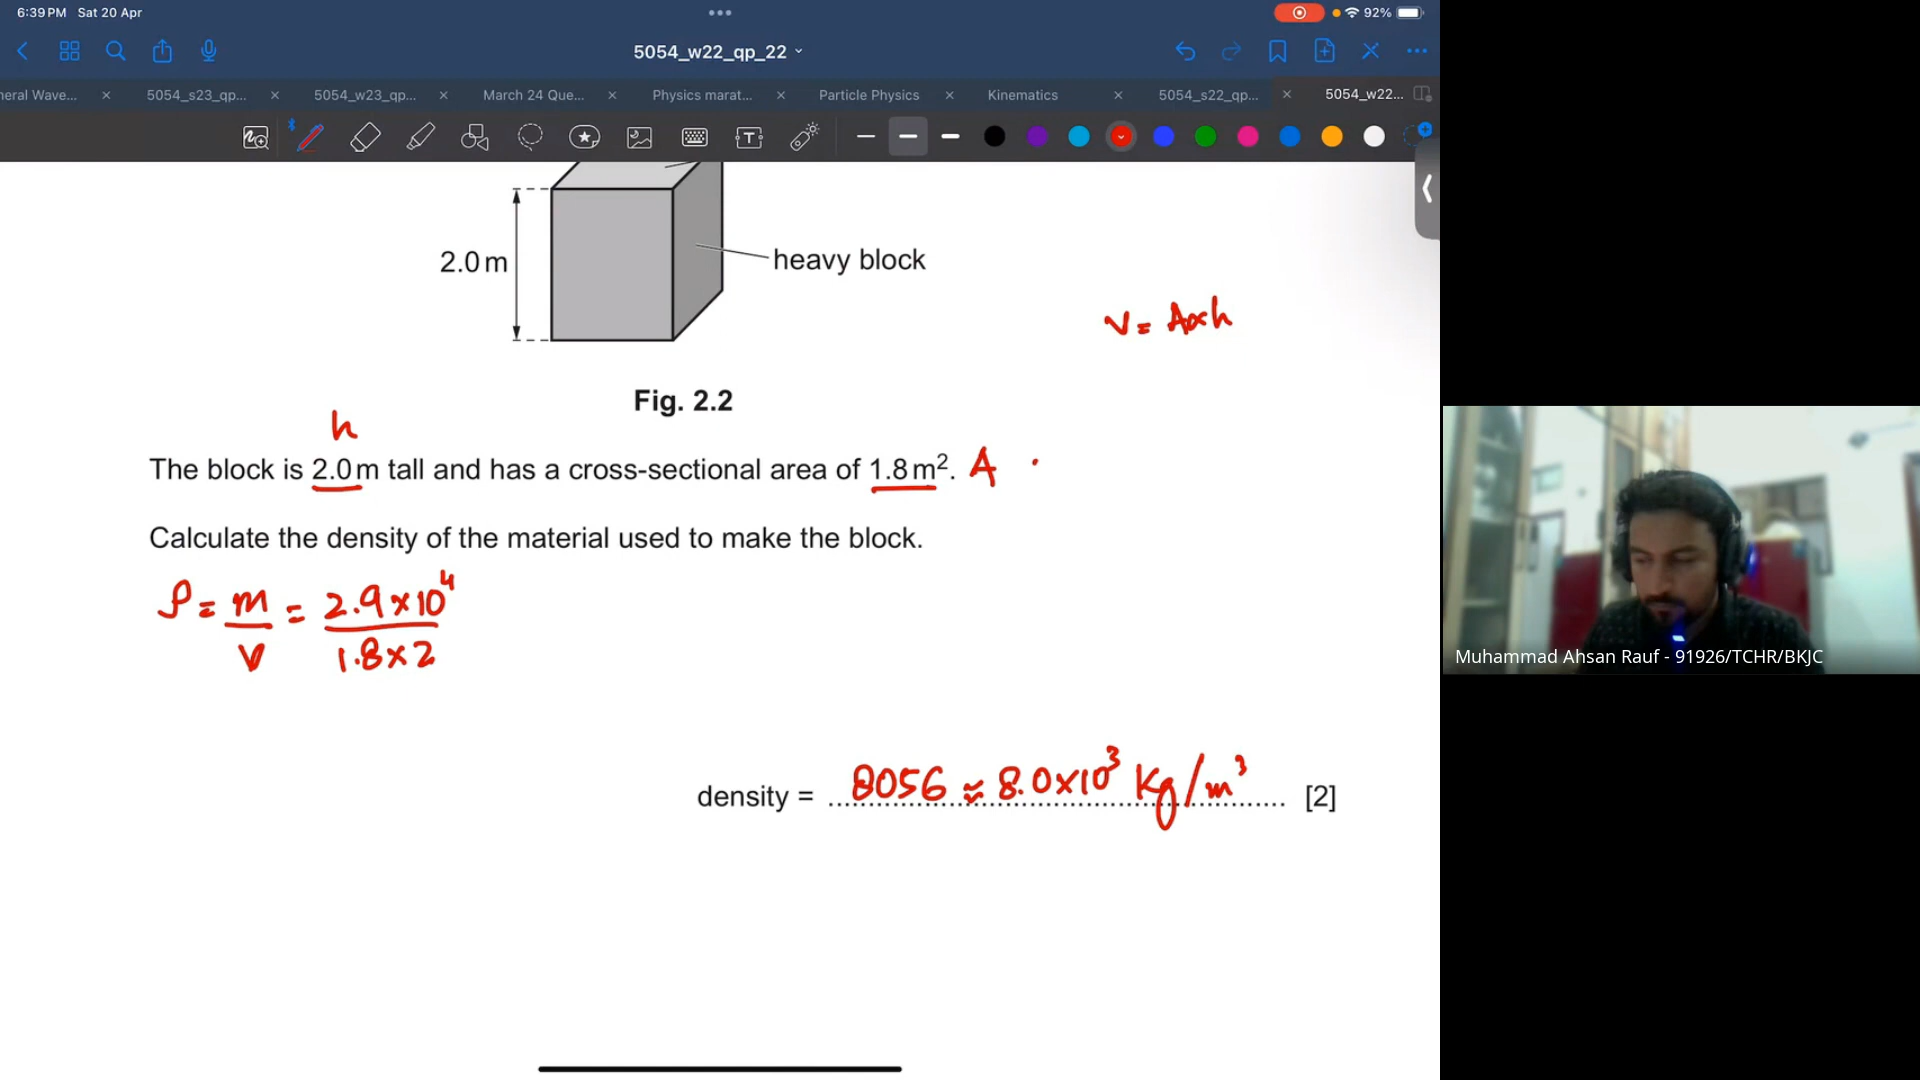 6:39 PM Sat 20 Apr
92%
5054_w22_qp_22
neral Wave...
5054_s23_qp...
5054_w23_qp...
March 24 Que...
Physics marat...
Particle Physics
Kinematics
5054_s22_qp...
5054_w22...
2.0 m
heavy block
V = A×h
Fig. 2.2
h
The block is 2.0 m tall and has a cross-sectional area of 1.8 m². A
Calculate the density of the material used to make the block.
ρ = m/V = 2.9×10⁴/1.8×2
density = 8056 ≈ 8.0×10³ Kg/m³ [2]
Muhammad Ahsan Rauf - 91926/TCHR/BKJC